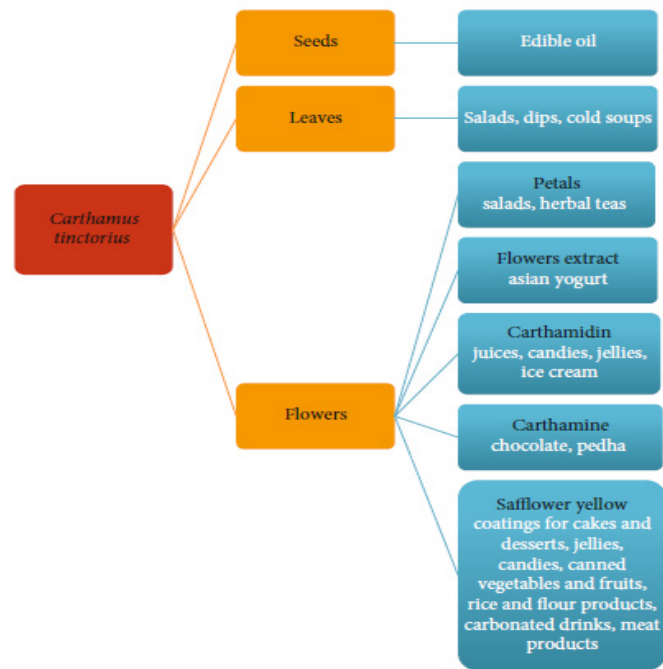 Carthamus
tinctorius
Seeds
Edible oil
Leaves
Salads, dips, cold soups
Flowers
Petals
salads, herbal teas
Flowers extract
asian yogurt
Carthamidin
juices, candies, jellies,
ice cream
Carthamine
chocolate, pedha
Safflower yellow
coatings for cakes and
desserts, jellies,
candies, canned
vegetables and fruits,
rice and flour products,
carbonated drinks, meat
products